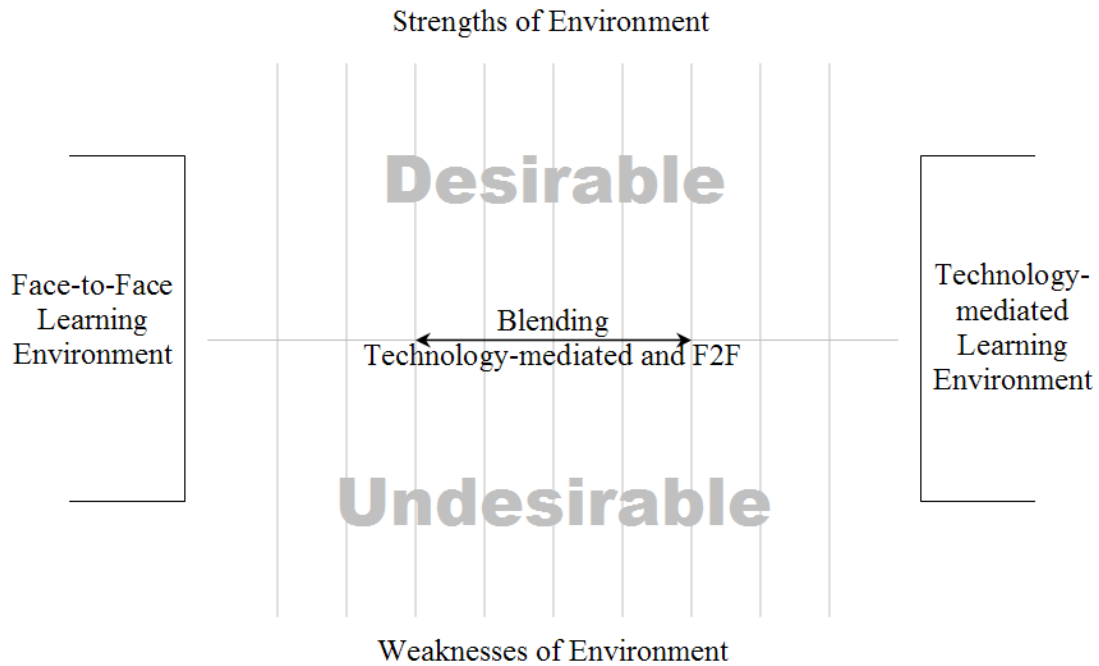 Strengths of Environment
Desirable
Face-to-Face
Learning
Environment
Blending
Technology-mediated and F2F
Technology-
mediated
Learning
Environment
Undesirable
Weaknesses of Environment